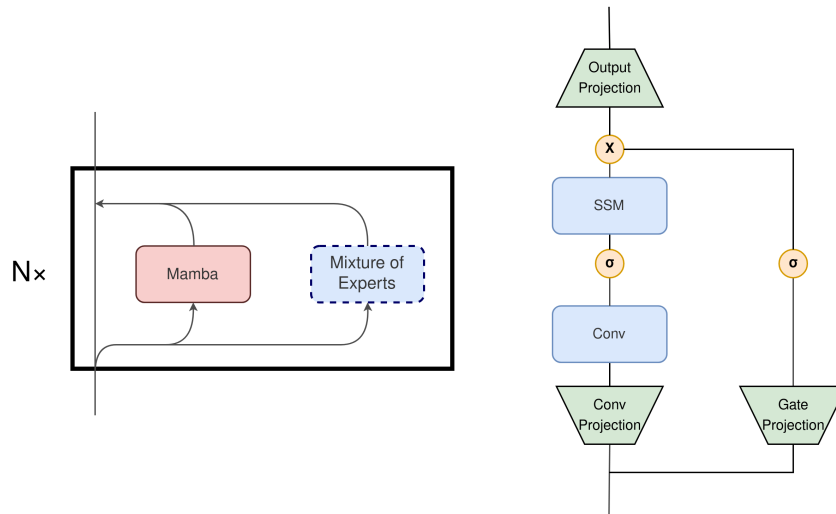 N×
Mamba
Mixture of
Experts
Output
Projection
X
SSM
σ
σ
Conv
Conv
Projection
Gate
Projection